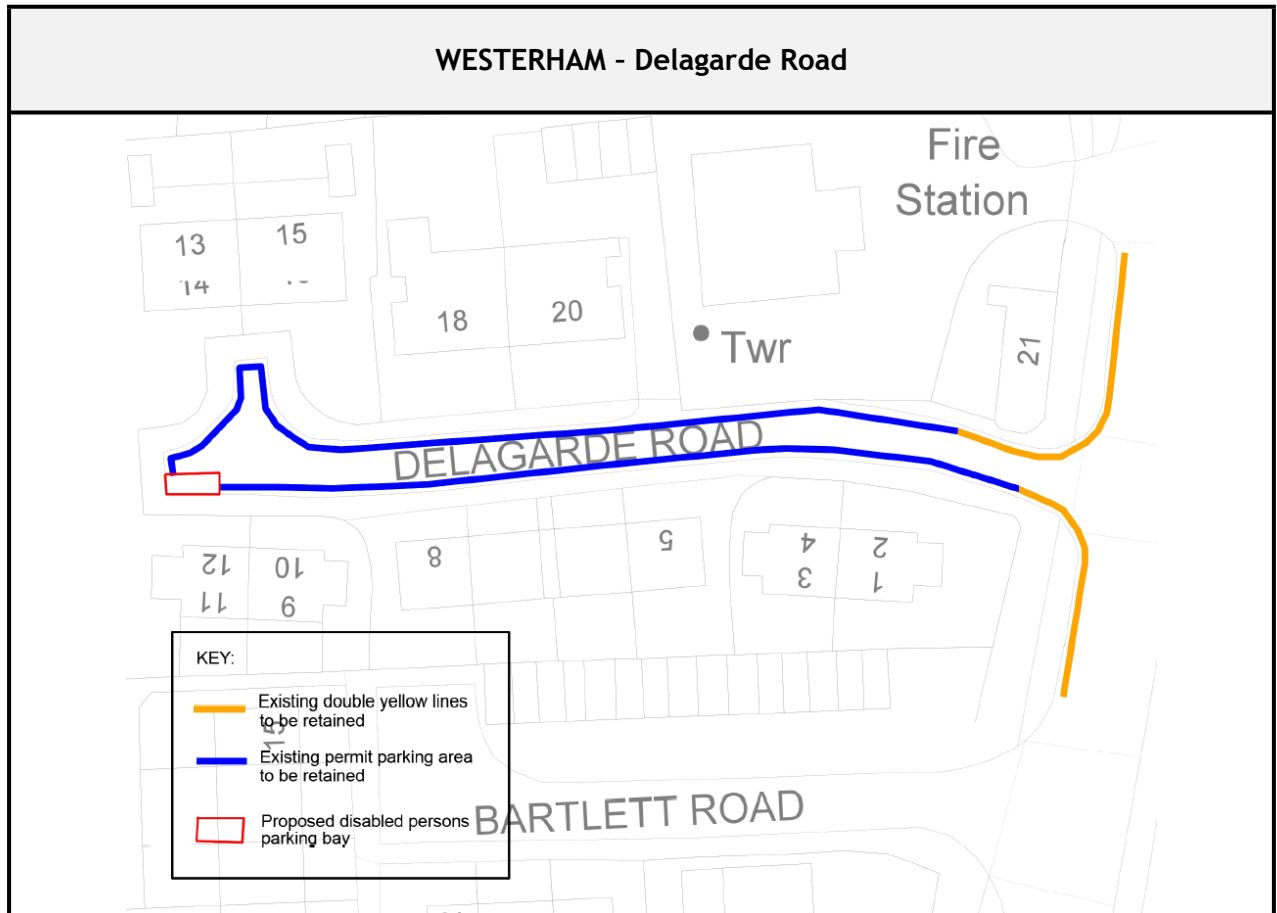 WESTERHAM - Delagarde Road
Fire
Station
13
15
14
18
20
Twr
21
DELAGARDE ROAD
8
5
4
2
3
1
12
10
11
9
KEY:
Existing double yellow lines
to be retained
15
Existing permit parking area
to be retained
Proposed disabled persons
parking bay
BARTLETT ROAD